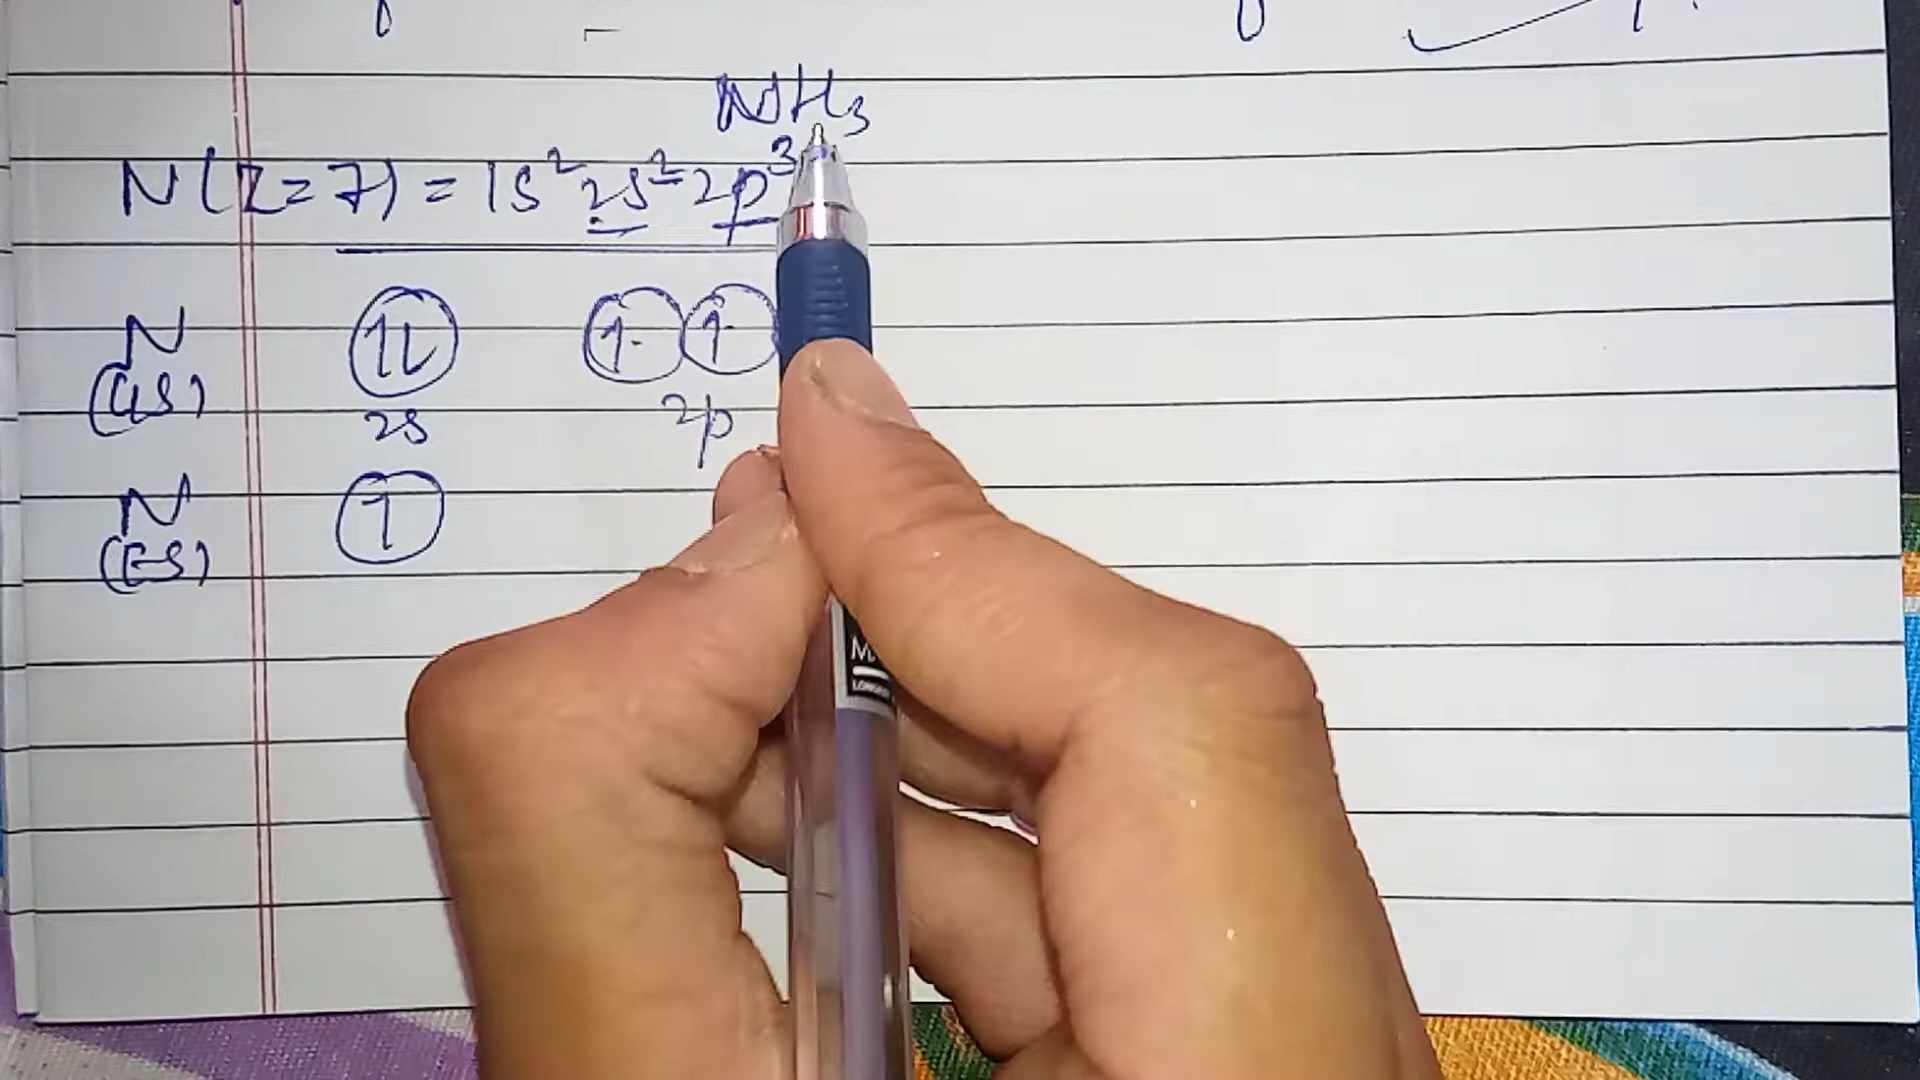 NH₃
N(Z=7) = 1s² 2s² 2p³
N ↑↓ ↑ ↑
(GS) 2s 2p
N ↑
(ES)